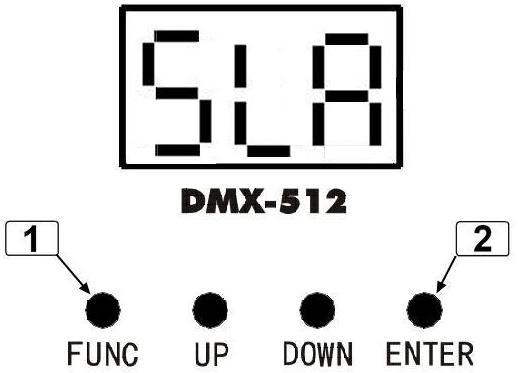 SLA
DMX-512
1 2
FUNC UP DOWN ENTER